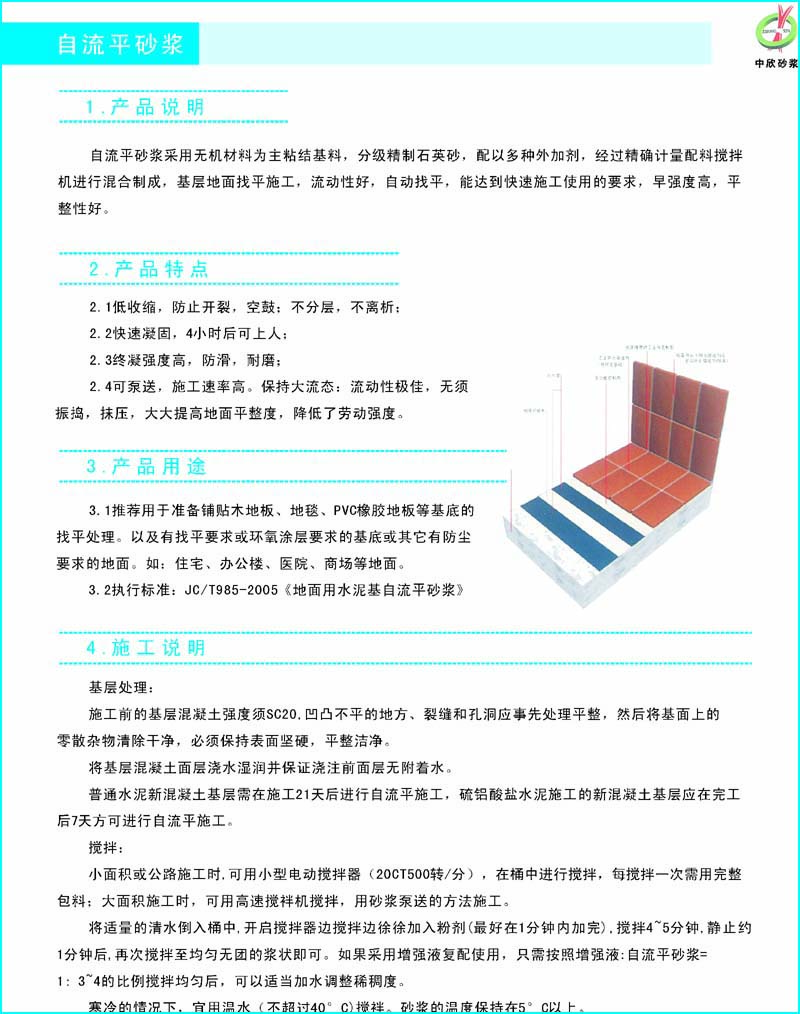 自流平砂浆
中欣砂浆
1.产品说明
自流平砂浆采用无机材料为主粘结基料，分级精制石英砂，配以多种外加剂，经过精确计量配料搅拌
机进行混合制成，基层地面找平施工，流动性好，自动找平，能达到快速施工使用的要求，早强度高，平
整性好。
2.产品特点
2.1低收缩，防止开裂，空鼓；不分层，不离析；
2.2快速凝固，4小时后可上人；
2.3终凝强度高，防滑，耐磨；
2.4可泵送，施工速率高。保持大流态：流动性极佳，无须
振捣，抹压，大大提高地面平整度，降低了劳动强度。
3.产品用途
3.1推荐用于准备铺贴木地板、地毯、PVC橡胶地板等基底的
找平处理。以及有找平要求或环氧涂层要求的基底或其它有防尘
要求的地面。如：住宅、办公楼、医院、商场等地面。
3.2执行标准：JC/T985-2005《地面用水泥基自流平砂浆》
4.施工说明
基层处理：
施工前的基层混凝土强度须SC20,凹凸不平的地方、裂缝和孔洞应事先处理平整，然后将基面上的
零散杂物清除干净，必须保持表面坚硬，平整洁净。
将基层混凝土面层浇水湿润并保证浇注前面层无附着水。
普通水泥新混凝土基层需在施工21天后进行自流平施工，硫铝酸盐水泥施工的新混凝土基层应在完工
后7天方可进行自流平施工。
搅拌：
小面积或公路施工时,可用小型电动搅拌器（20CT500转/分），在桶中进行搅拌，每搅拌一次需用完整
包料；大面积施工时，可用高速搅拌机搅拌，用砂浆泵送的方法施工。
将适量的清水倒入桶中,开启搅拌器边搅拌边徐徐加入粉剂(最好在1分钟内加完),搅拌4~5分钟,静止约
1分钟后,再次搅拌至均匀无团的浆状即可。如果采用增强液复配使用，只需按照增强液:自流平砂浆=
1：3~4的比例搅拌均匀后，可以适当加水调整稀稠度。
寒冷的情况下，宜用温水（不超过40°C)搅拌。砂浆的温度保持在5°C以上。